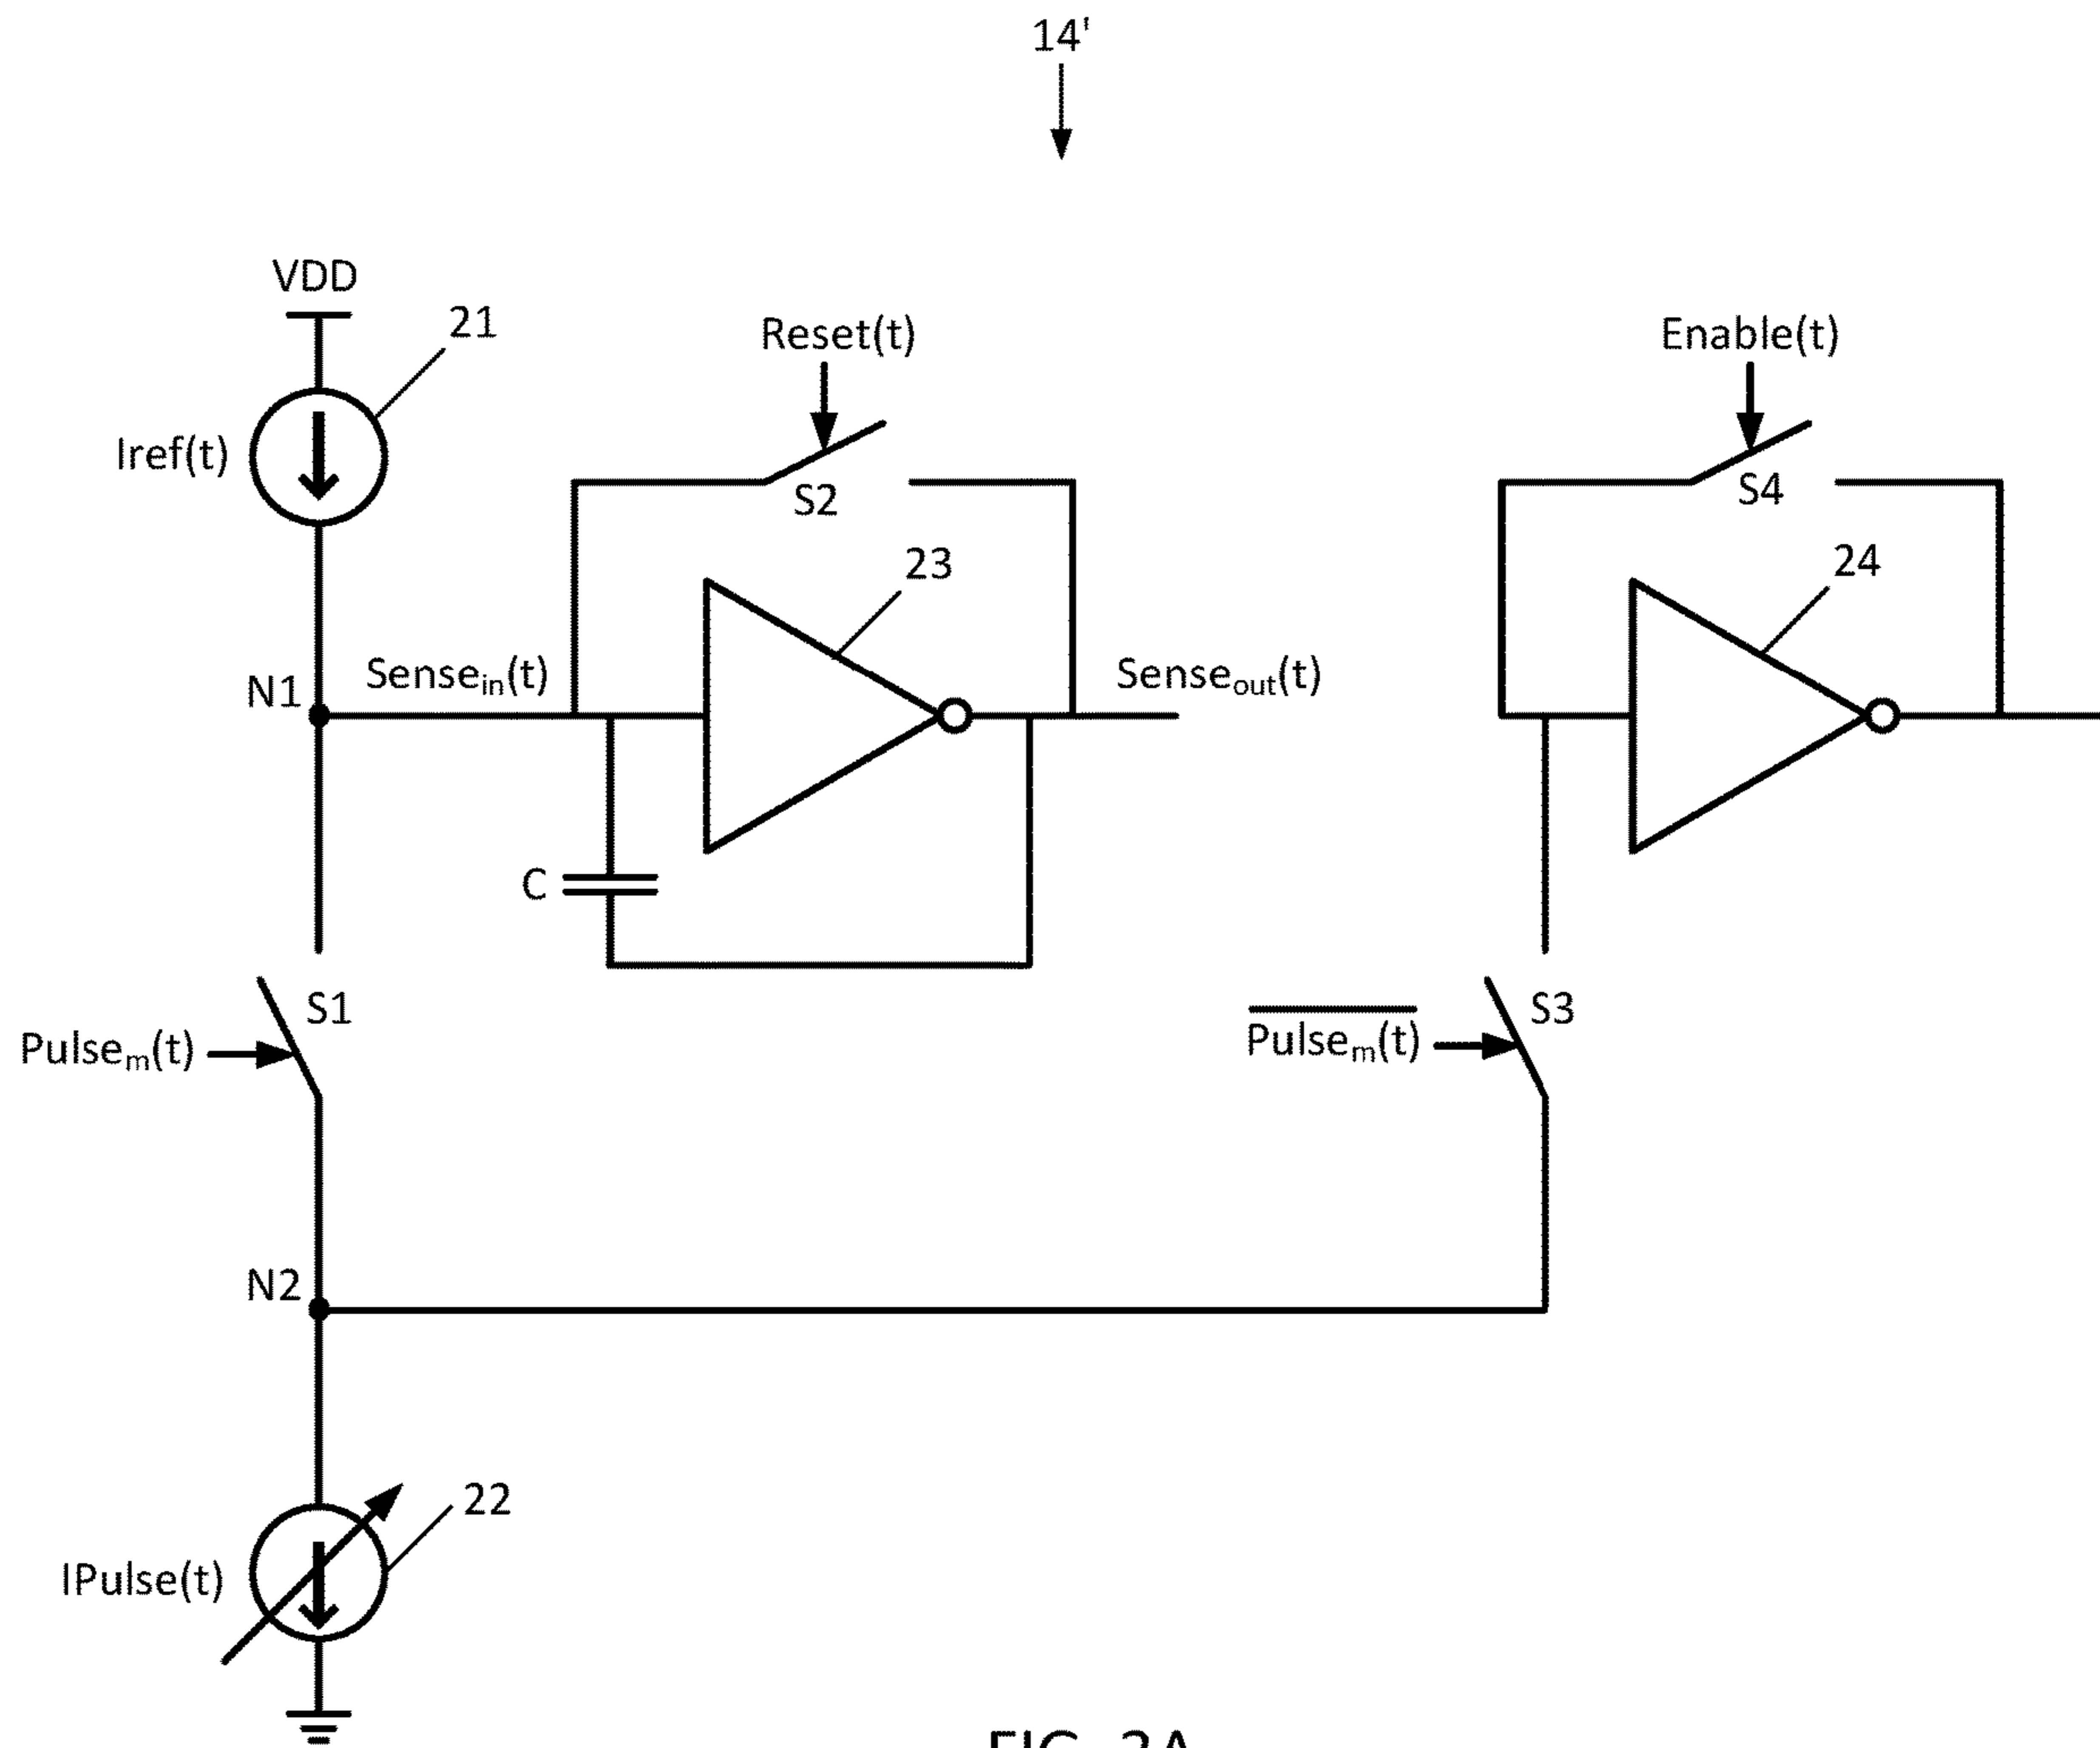 14'
VDD
21
Iref(t)
Reset(t)
S2
23
Enable(t)
S4
24
N1
Sensein(t)
Senseout(t)
C
S1
Pulsem(t)
Pulsem(t)
S3
N2
22
IPulse(t)